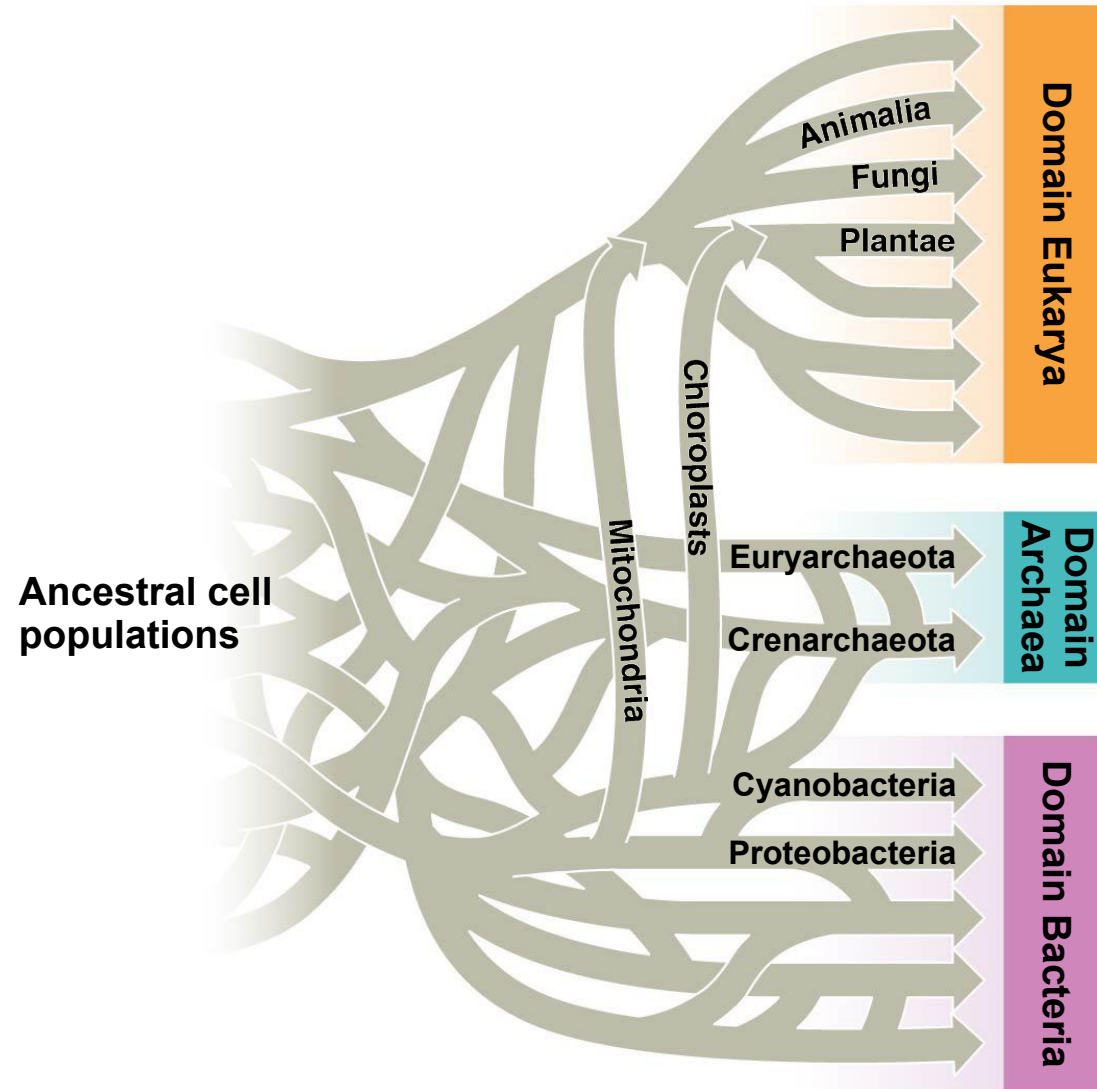 Animalia
Fungi
Plantae
Domain Eukarya
Chloroplasts
Mitochondria
Euryarchaeota
Crenarchaeota
Domain
Archaea
Ancestral cell
populations
Cyanobacteria
Proteobacteria
Domain Bacteria